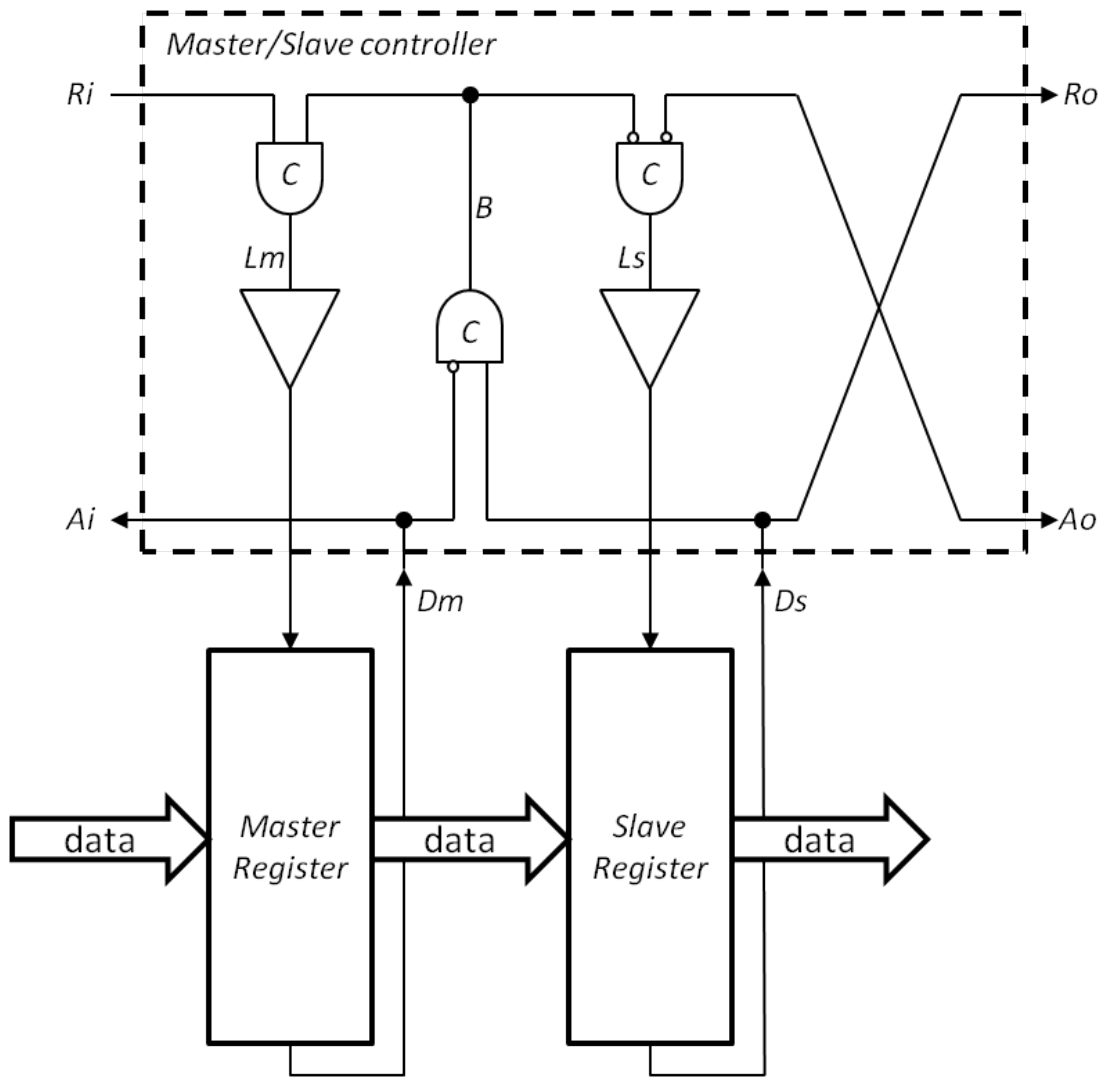 Master/Slave controller
Ri
Ro
C
C
B
Lm
Ls
C
Ai
Ao
Dm
Ds
data
Master
Register
data
Slave
Register
data